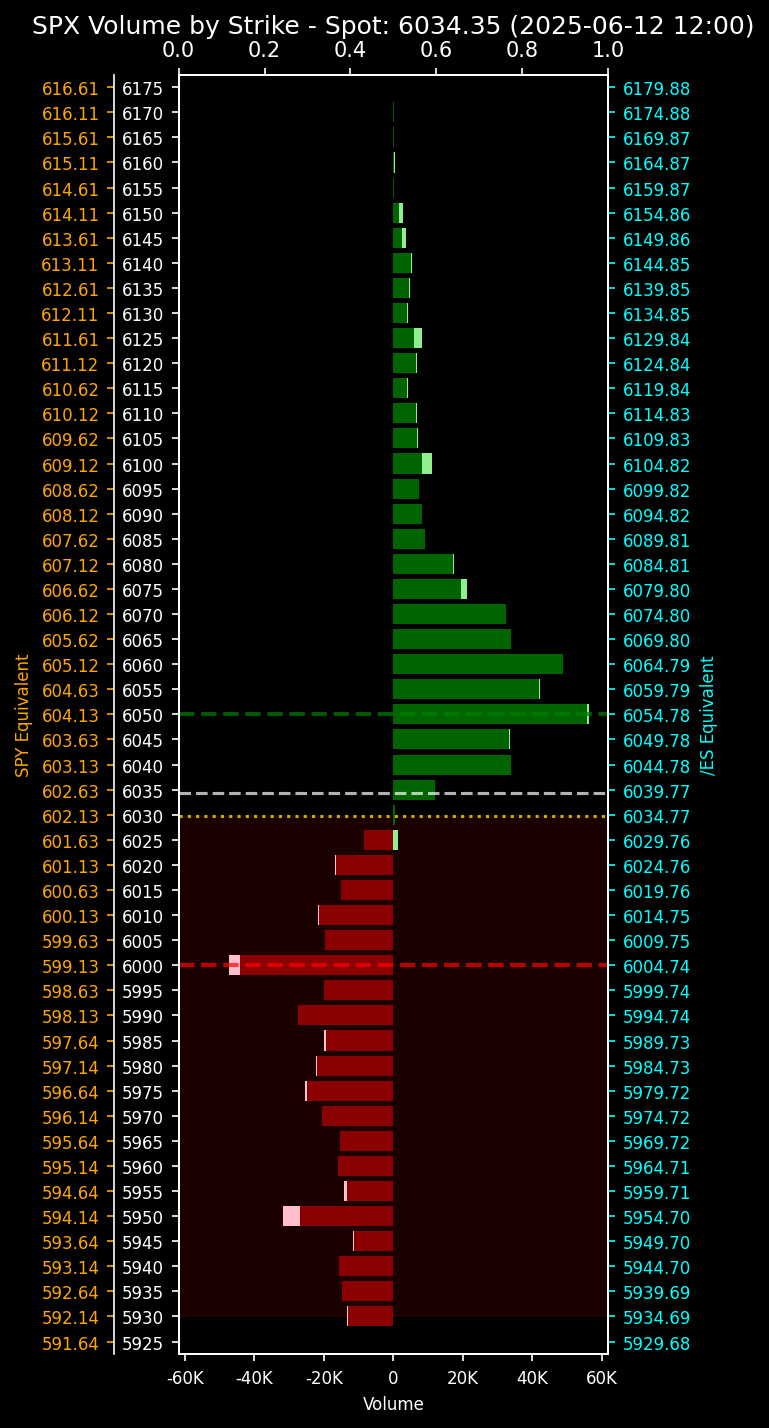 SPX Volume by Strike - Spot: 6034.35 (2025-06-12 12:00)
0.0 0.2 0.4 0.6 0.8 1.0
616.61 6175 6179.88
616.11 6170 6174.88
615.61 6165 6169.87
615.11 6160 6164.87
614.61 6155 6159.87
614.11 6150 6154.86
613.61 6145 6149.86
613.11 6140 6144.85
612.61 6135 6139.85
612.11 6130 6134.85
611.61 6125 6129.84
611.12 6120 6124.84
610.62 6115 6119.84
610.12 6110 6114.83
609.62 6105 6109.83
609.12 6100 6104.82
608.62 6095 6099.82
608.12 6090 6094.82
607.62 6085 6089.81
607.12 6080 6084.81
606.62 6075 6079.80
606.12 6070 6074.80
605.62 6065 6069.80
605.12 6060 6064.79
604.63 6055 6059.79
604.13 6050 6054.78
603.63 6045 6049.78
603.13 6040 6044.78
602.63 6035 6039.77
602.13 6030 6034.77
601.63 6025 6029.76
601.13 6020 6024.76
600.63 6015 6019.76
600.13 6010 6014.75
599.63 6005 6009.75
599.13 6000 6004.74
598.63 5995 5999.74
598.13 5990 5994.74
597.64 5985 5989.73
597.14 5980 5984.73
596.64 5975 5979.72
596.14 5970 5974.72
595.64 5965 5969.72
595.14 5960 5964.71
594.64 5955 5959.71
594.14 5950 5954.70
593.64 5945 5949.70
593.14 5940 5944.70
592.64 5935 5939.69
592.14 5930 5934.69
591.64 5925 5929.68
SPY Equivalent
/ES Equivalent
-60K -40K -20K 0 20K 40K 60K
Volume